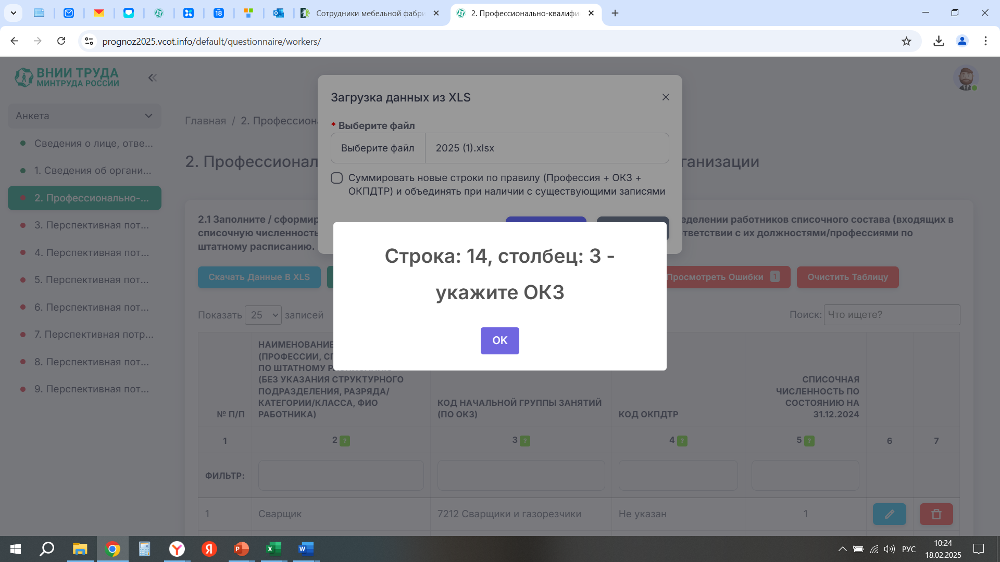 Сотрудники мебельной фабри
2. Профессионально-квалифи
prognoz2025.vcot.info/default/questionnaire/workers/
ВНИИ ТРУДА
МИНТРУДА РОССИИ
Анкета
Сведения о лице, отве...
1. Сведения об органи...
2. Профессионально-...
3. Перспективная пот...
4. Перспективная пот...
5. Перспективная пот...
6. Перспективная пот...
7. Перспективная потр...
8. Перспективная пот...
9. Перспективная пот...
Главная / 2. Профессион
2. Профессионал
ганизации
Загрузка данных из XLS
* Выберите файл
Выберите файл 2025 (1).xlsx
Суммировать новые строки по правилу (Профессия + ОКЗ +
ОКПДТР) и объединять при наличии с существующими записями
2.1 Заполните / сформир
еделении работников списочного состава (входящих в
списочную численность
тветствии с их должностями/профессиями по
штатному расписанию.
Строка: 14, столбец: 3 -
укажите ОКЗ
OK
Скачать Данные В XLS
Просмотреть Ошибки 1
Очистить Таблицу
Показать 25 записей
Поиск: Что ищете?
№ П/П
НАИМЕНОВАНИЕ
(ПРОФЕССИИ, СП
ПО ШТАТНОМУ
(БЕЗ УКАЗАНИЯ СТРУКТУРНОГО
ПОДРАЗДЕЛЕНИЯ, РАЗРЯДА/
КАТЕГОРИИ/КЛАССА, ФИО
РАБОТНИКА)
КОД НАЧАЛЬНОЙ ГРУППЫ ЗАНЯТИЙ
(ПО ОКЗ)
КОД ОКПДТР
СПИСОЧНАЯ
ЧИСЛЕННОСТЬ ПО
СОСТОЯНИЮ НА
31.12.2024
1 2 ? 3 ? 4 ? 5 ? 6 7
ФИЛЬТР:
1 Сварщик 7212 Сварщики и газорезчики Не указан 1
18
РУС
10:24
18.02.2025